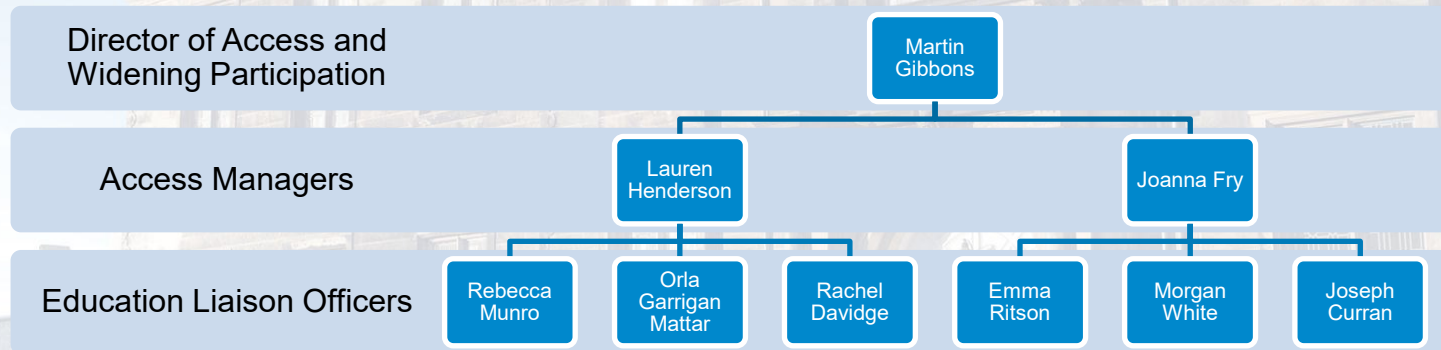 Director of Access and
Widening Participation
Martin
Gibbons
Access Managers
Lauren
Henderson
Joanna Fry
Education Liaison Officers
Rebecca
Munro
Orla
Garrigan
Mattar
Rachel
Davidge
Emma
Ritson
Morgan
White
Joseph
Curran